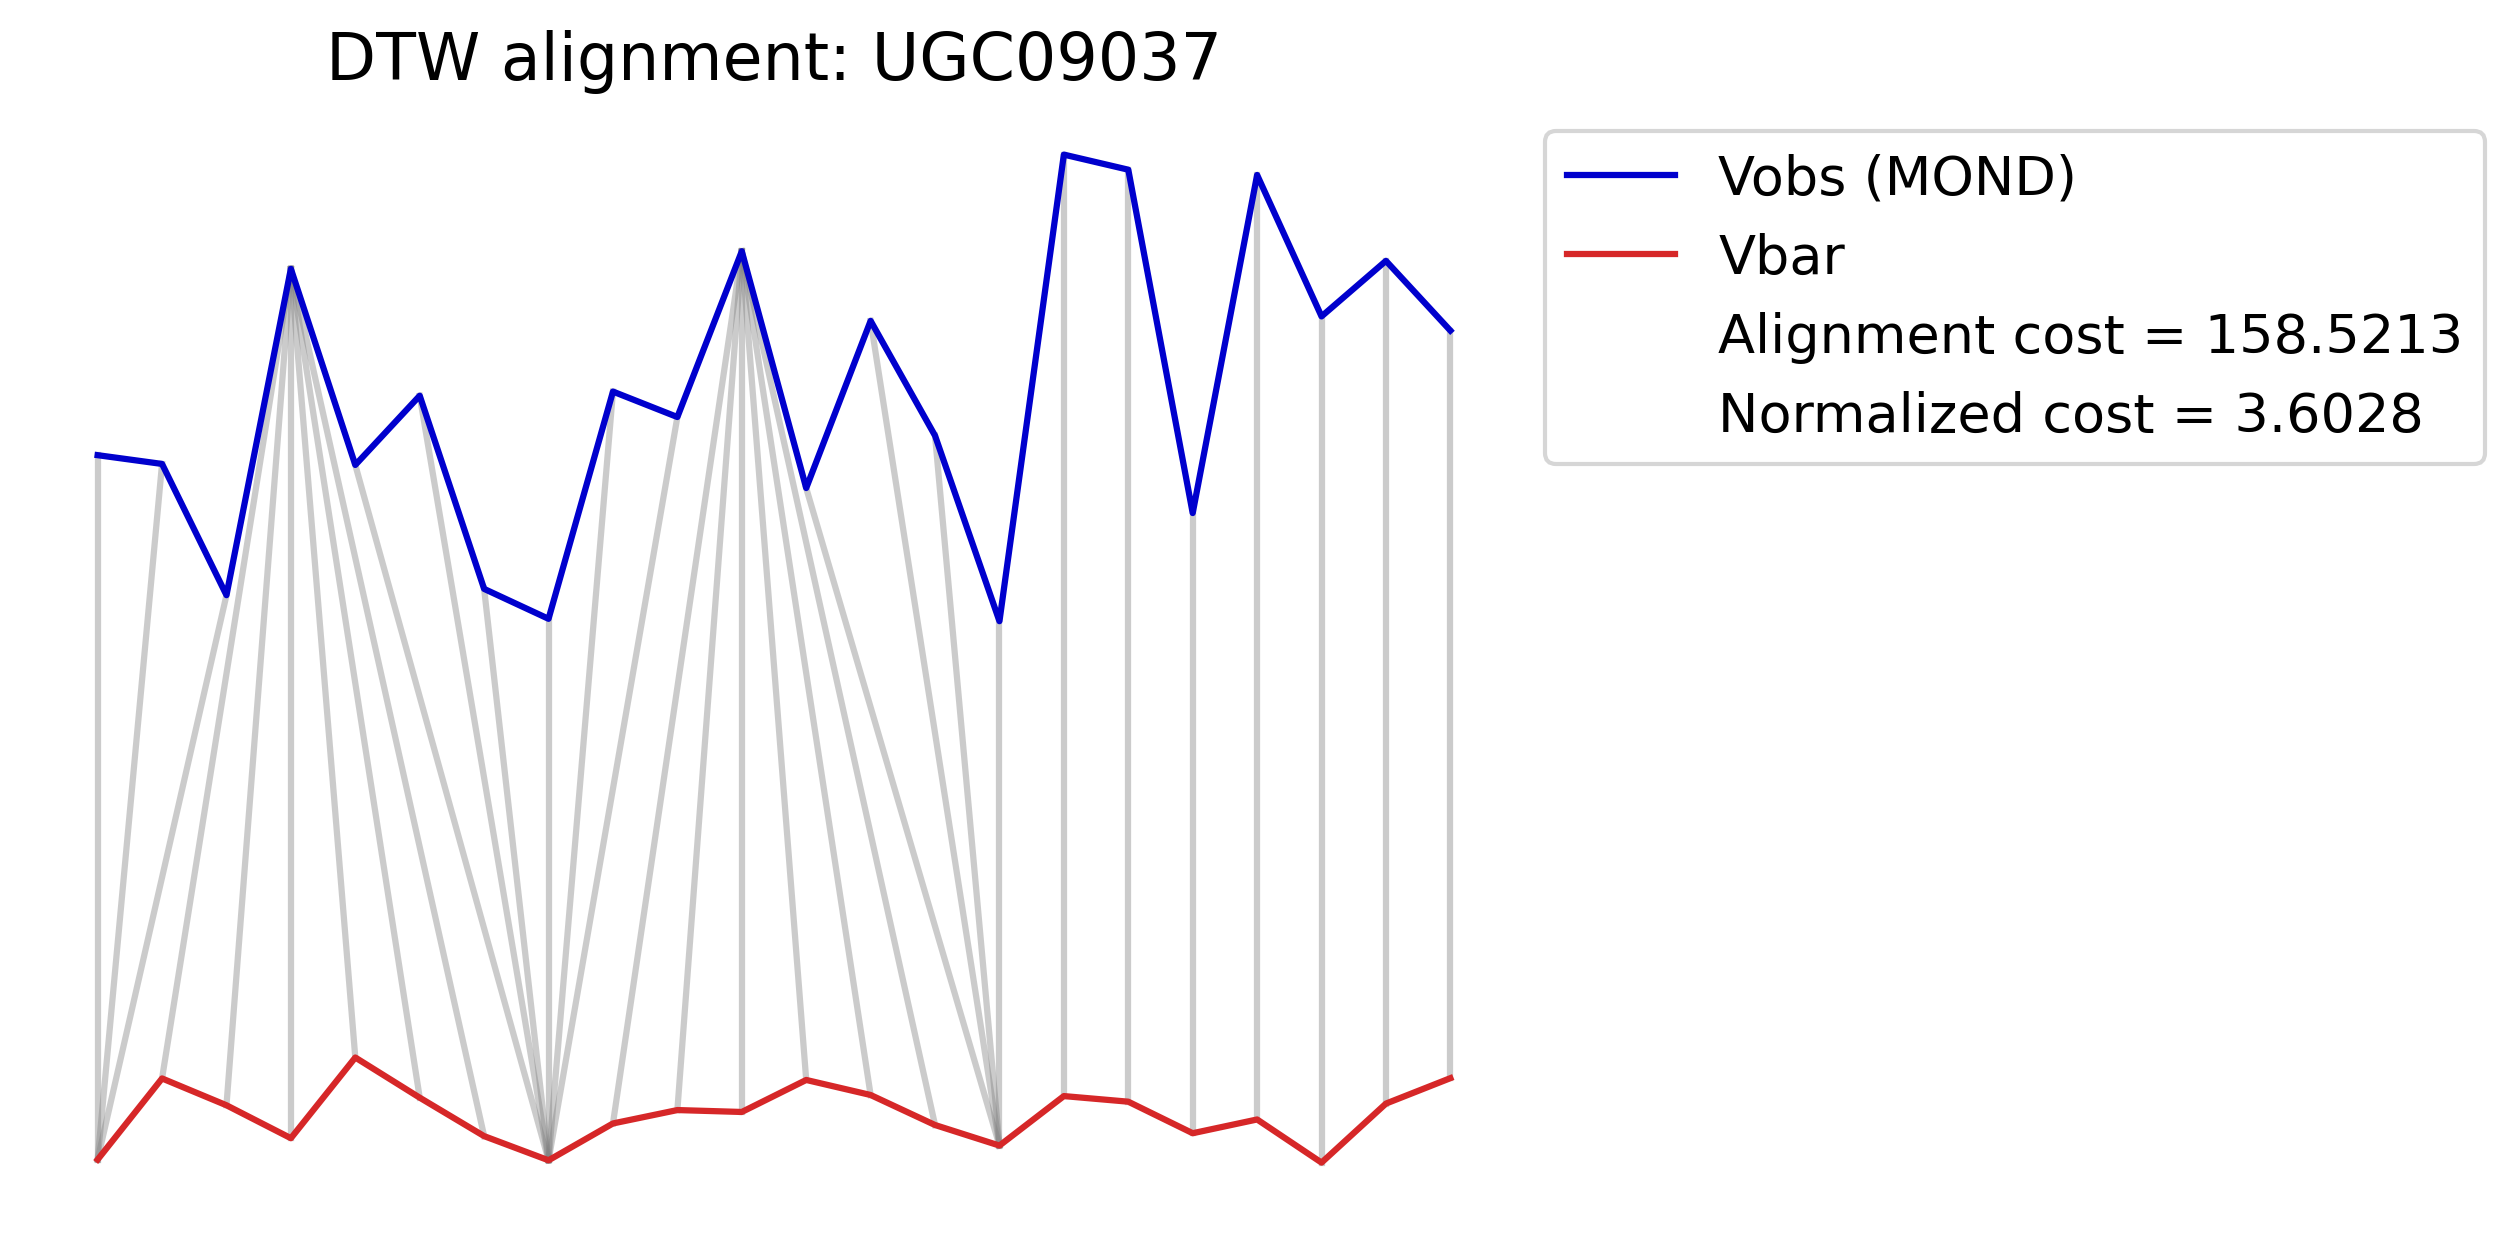 DTW alignment: UGC09037
Vobs (MOND)
Vbar
Alignment cost = 158.5213
Normalized cost = 3.6028